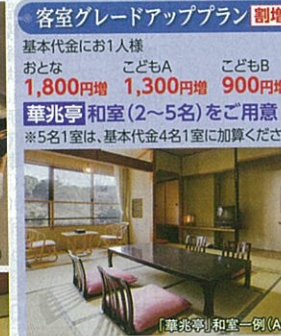 客室グレードアッププラン 割増
基本代金にお1人様
おとな こどもA こどもB
1,800円増 1,300円増 900円増
華兆亭 和室(2〜5名)をご用意
※5名1室は、基本代金4名1室に加算くださ
「華兆亭」和室一例(A